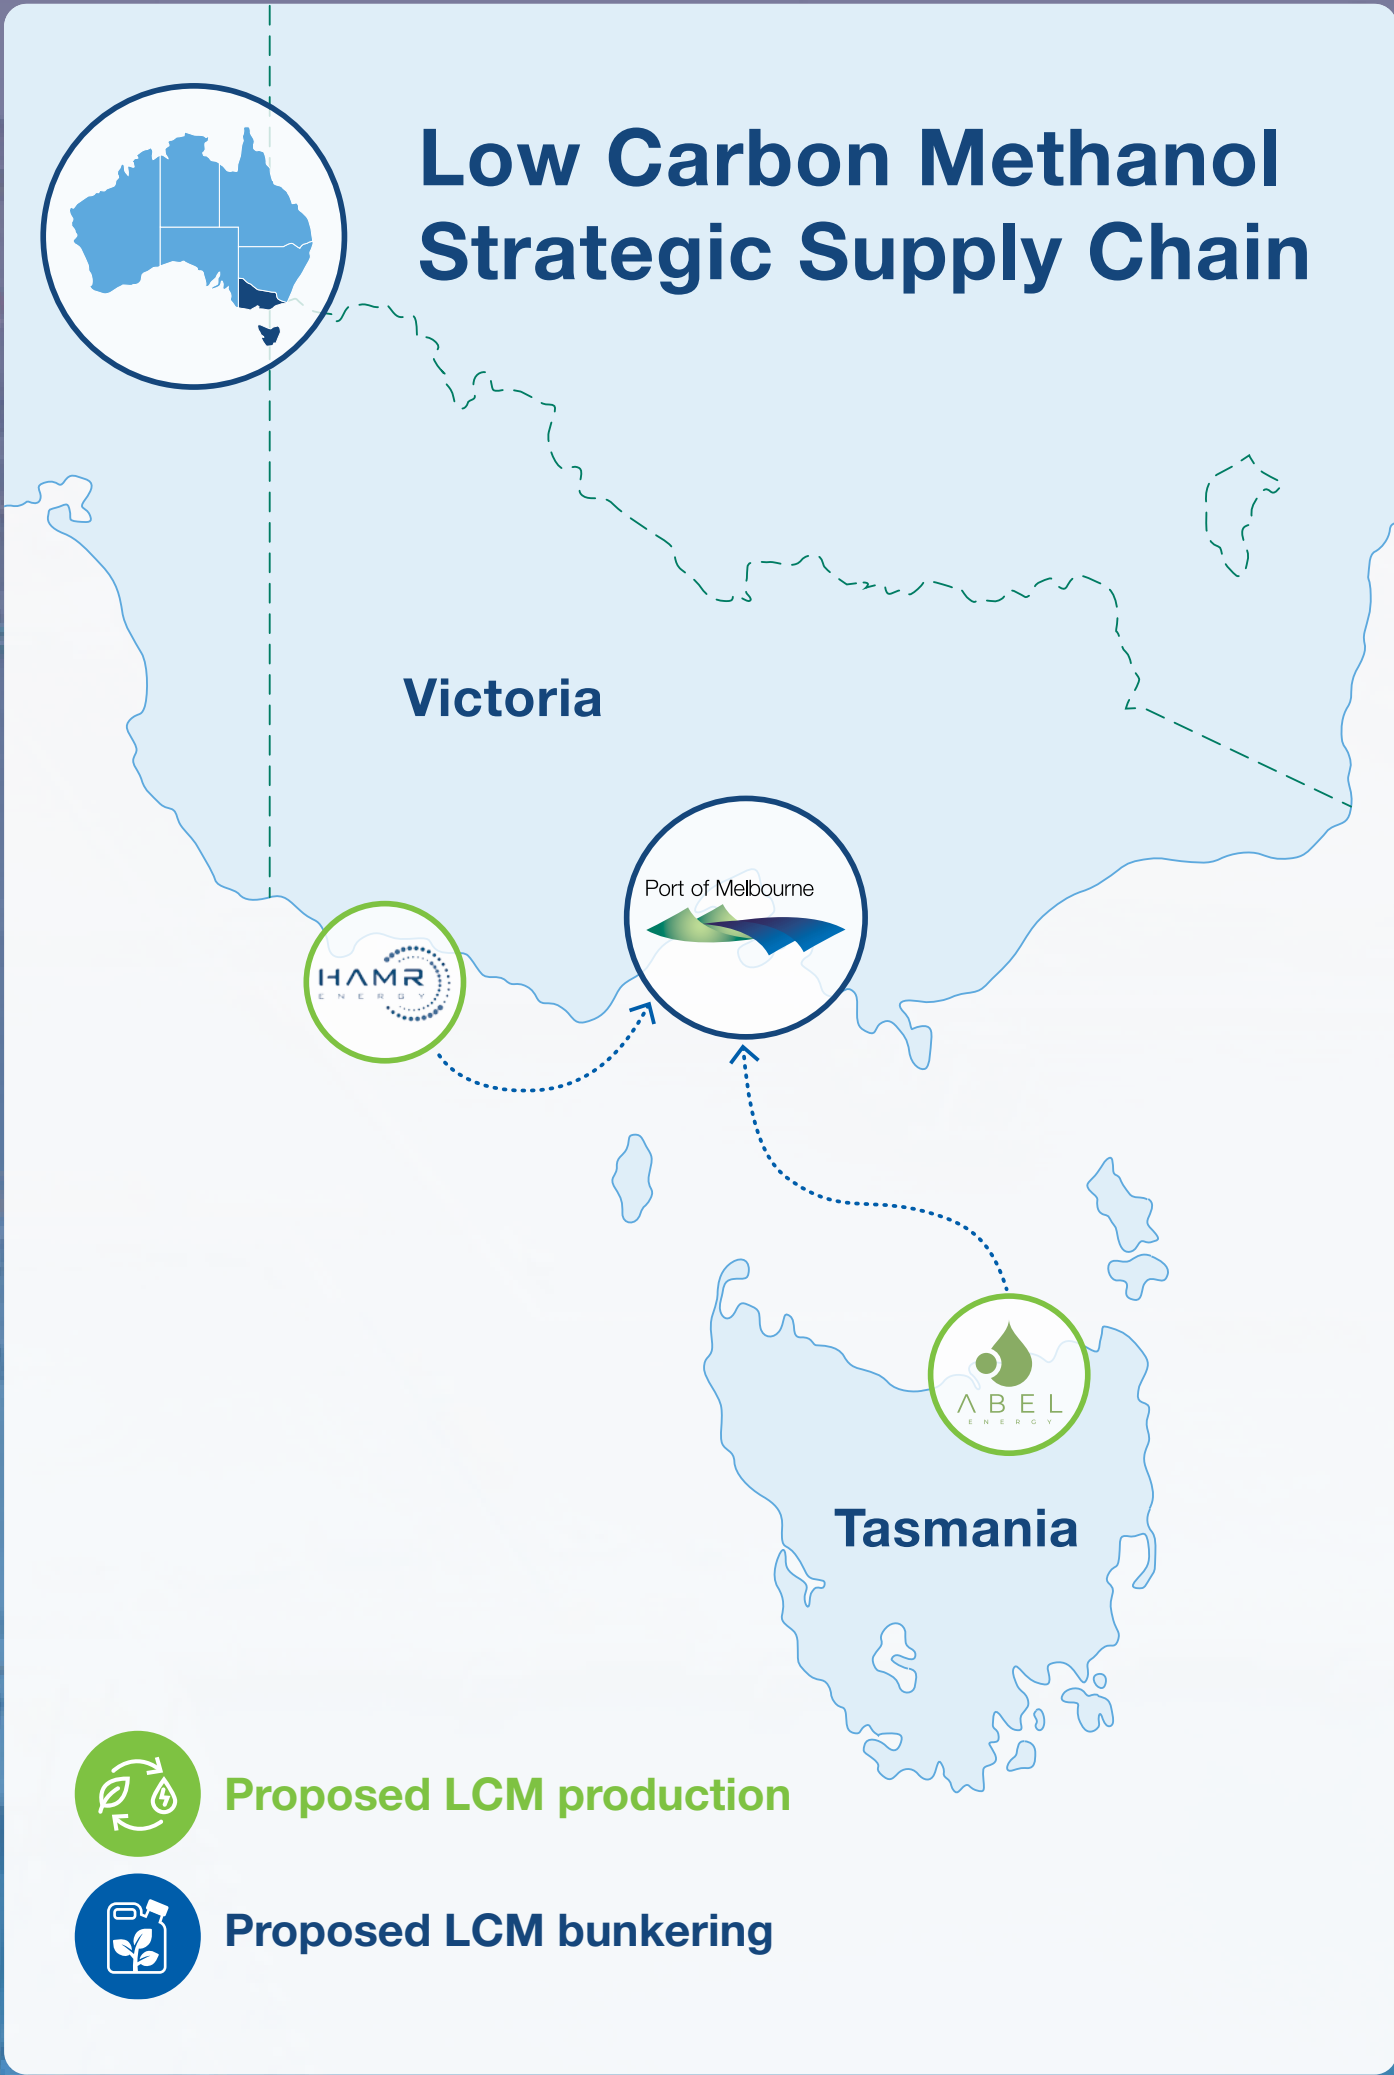 Low Carbon Methanol
Strategic Supply Chain
Victoria
Port of Melbourne
HAMR
ENERGY
ABEL
ENERGY
Tasmania
Proposed LCM production
Proposed LCM bunkering